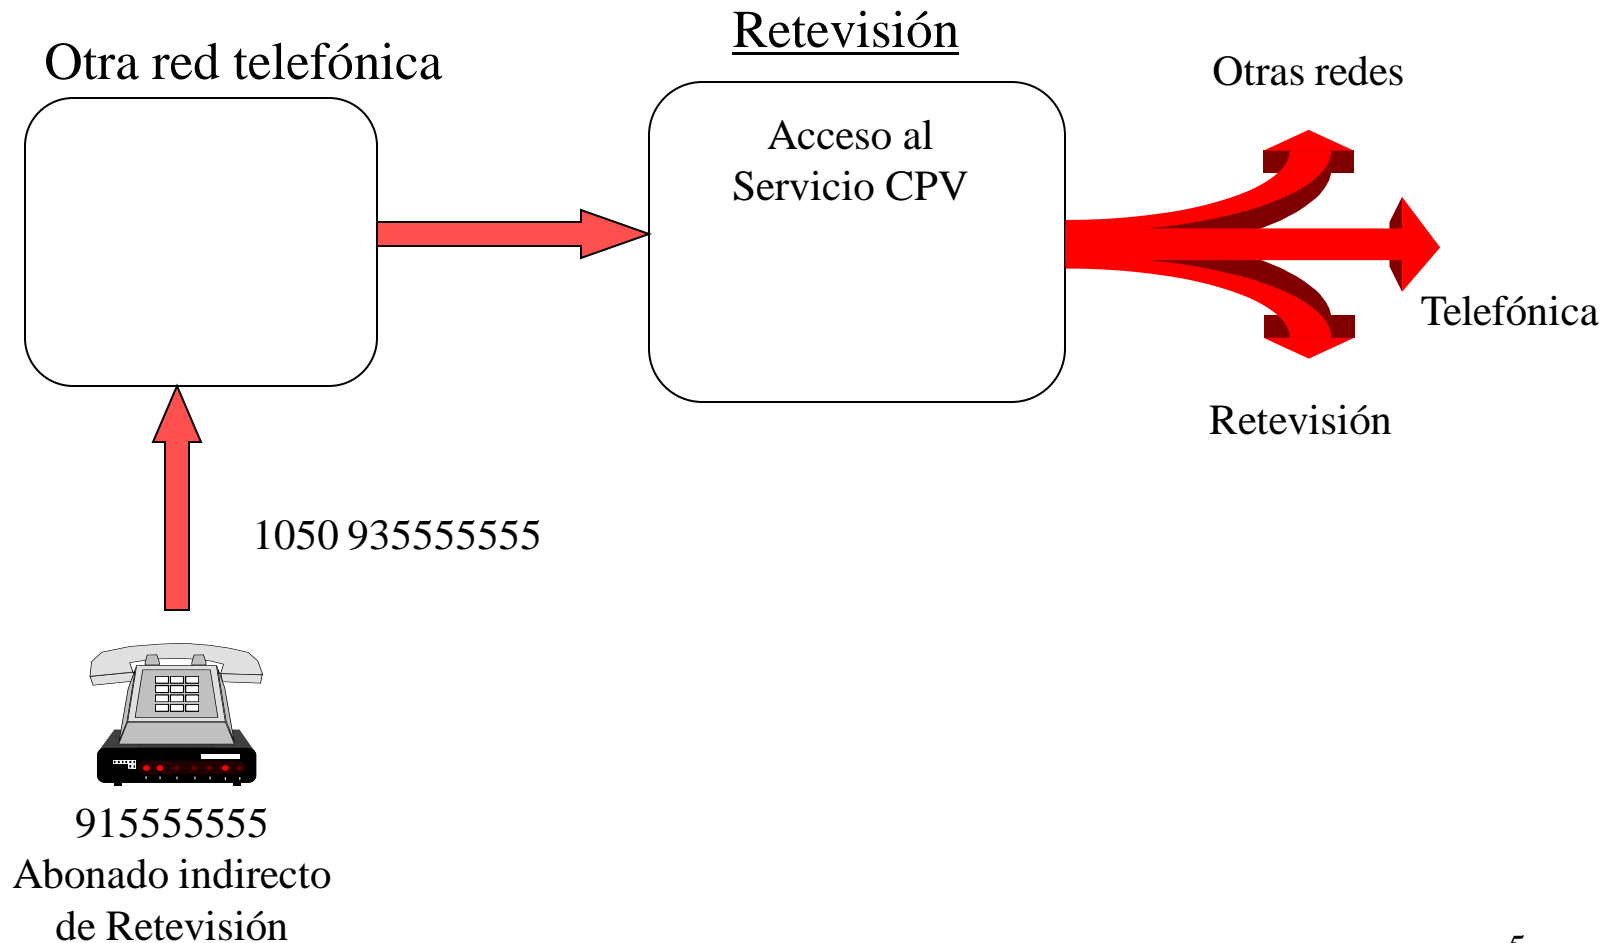 Retevisión
Otra red telefónica
Otras redes
Acceso al
Servicio CPV
Telefónica
Retevisión
1050 935555555
915555555
Abonado indirecto
de Retevisión
5